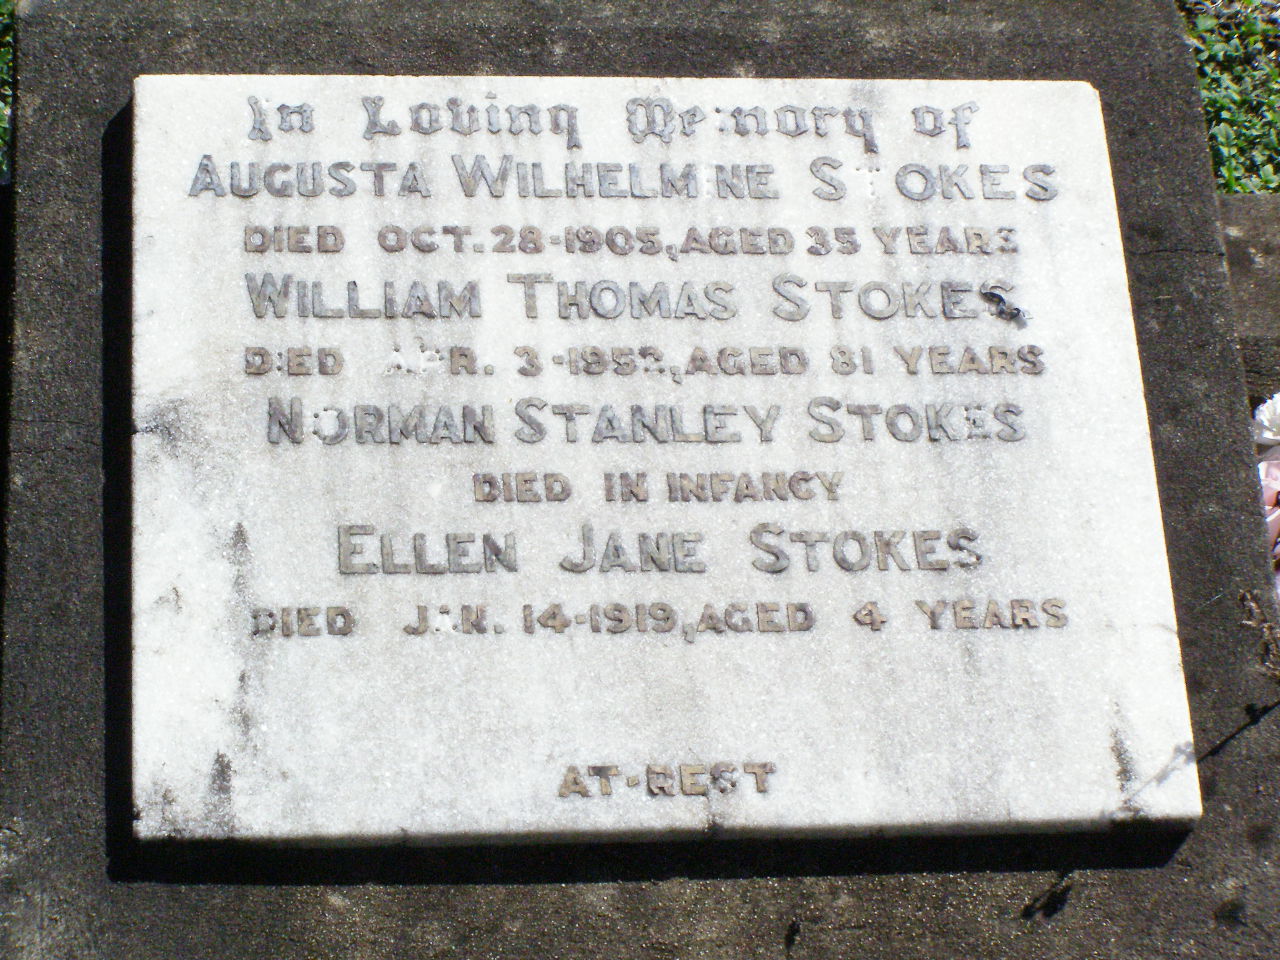 In Loving Memory of
AUGUSTA WILHELMINE STOKES
DIED OCT. 28-1905, AGED 35 YEARS
WILLIAM THOMAS STOKES
DIED APR. 3-1952, AGED 81 YEARS
NORMAN STANLEY STOKES
DIED IN INFANCY
ELLEN JANE STOKES
DIED JAN. 14-1919, AGED 4 YEARS
AT-REST